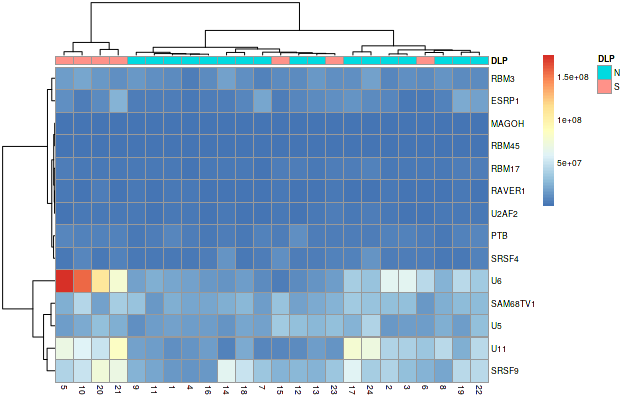 DLP
DLP
N
S
RBM3
ESRP1
MAGOH
RBM45
RBM17
RAVER1
U2AF2
PTB
SRSF4
U6
SAM68TV1
U5
U11
SRSF9
1.5e+08
1e+08
5e+07
5 10 20 21 9 11 1 4 16 14 18 7 15 12 13 23 17 24 2 3 6 8 19 22